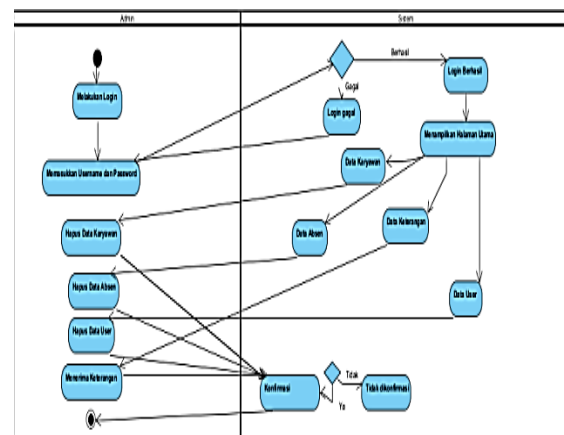 Admin
Sistem
Berhasil
Login Berhasil
Melakukan Login
Gagal
Login gagal
Menampilkan Halaman Utama
Memasukkan Username dan Password
Data Karyawan
Hapus Data Karyawan
Data Absen
Data Keterangan
Hapus Data Absen
Data User
Hapus Data User
Menerima Keterangan
Konfirmasi
Tidak
Tidak dikonfirmasi
Ya